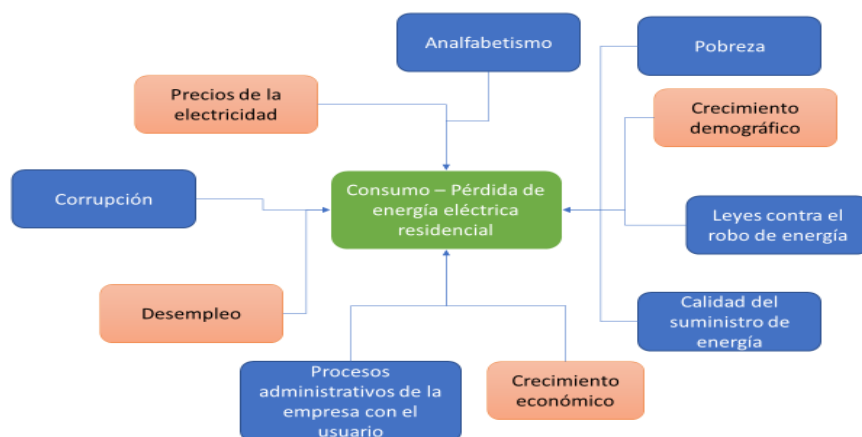 Analfabetismo
Pobreza
Precios de la
electricidad
Crecimiento
demográfico
Corrupción
Consumo – Pérdida de
energía eléctrica
residencial
Leyes contra el
robo de energía
Desempleo
Calidad del
suministro de
energía
Procesos
administrativos de la
empresa con el
usuario
Crecimiento
económico